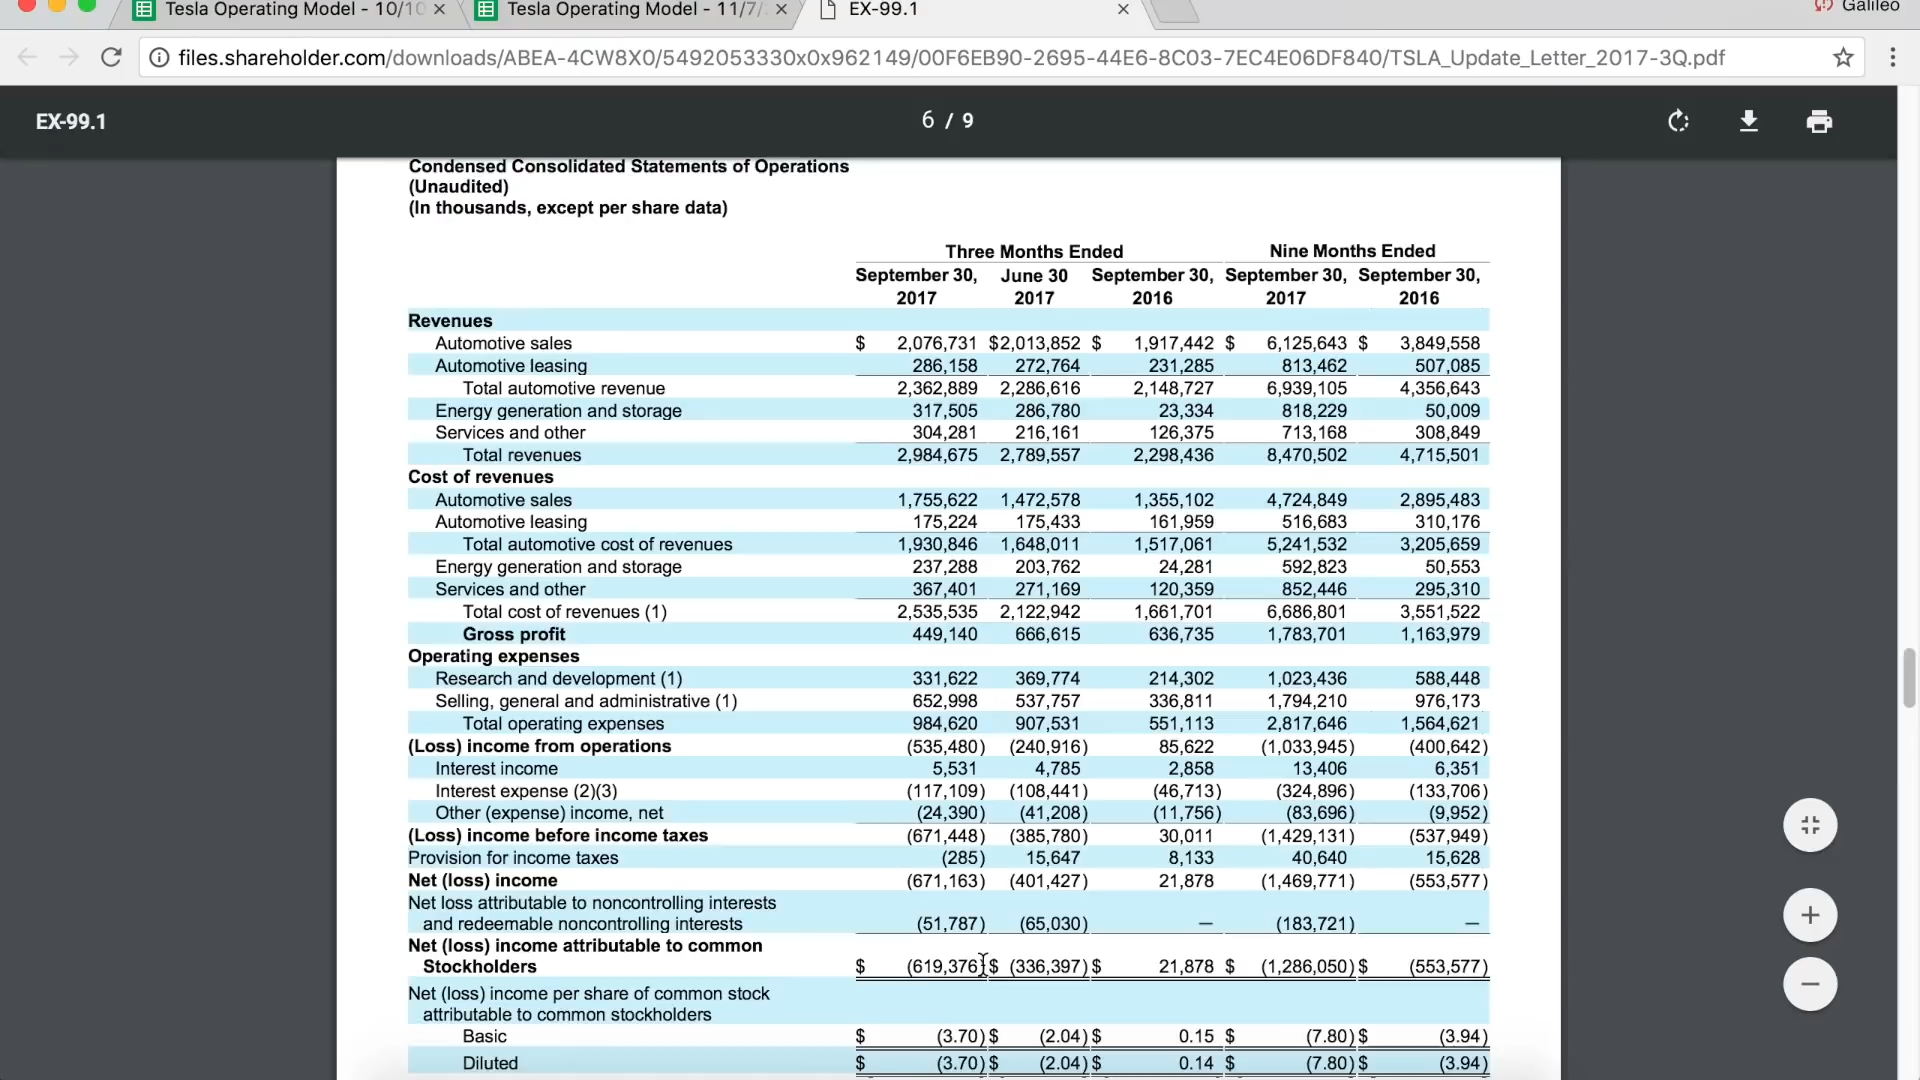 Tesla Operating Model - 10/10
Tesla Operating Model - 11/7/
EX-99.1
Galileo
files.shareholder.com/downloads/ABEA-4CW8X0/5492053330x0x962149/00F6EB90-2695-44E6-8C03-7EC4E06DF840/TSLA_Update_Letter_2017-3Q.pdf
EX-99.1 6 / 9
Condensed Consolidated Statements of Operations
(Unaudited)
(In thousands, except per share data)
Three Months Ended Nine Months Ended
September 30, June 30 September 30, September 30, September 30,
2017 2017 2016 2017 2016
Revenues
Automotive sales $ 2,076,731 $2,013,852 $ 1,917,442 $ 6,125,643 $ 3,849,558
Automotive leasing 286,158 272,764 231,285 813,462 507,085
Total automotive revenue 2,362,889 2,286,616 2,148,727 6,939,105 4,356,643
Energy generation and storage 317,505 286,780 23,334 818,229 50,009
Services and other 304,281 216,161 126,375 713,168 308,849
Total revenues 2,984,675 2,789,557 2,298,436 8,470,502 4,715,501
Cost of revenues
Automotive sales 1,755,622 1,472,578 1,355,102 4,724,849 2,895,483
Automotive leasing 175,224 175,433 161,959 516,683 310,176
Total automotive cost of revenues 1,930,846 1,648,011 1,517,061 5,241,532 3,205,659
Energy generation and storage 237,288 203,762 24,281 592,823 50,553
Services and other 367,401 271,169 120,359 852,446 295,310
Total cost of revenues (1) 2,535,535 2,122,942 1,661,701 6,686,801 3,551,522
Gross profit 449,140 666,615 636,735 1,783,701 1,163,979
Operating expenses
Research and development (1) 331,622 369,774 214,302 1,023,436 588,448
Selling, general and administrative (1) 652,998 537,757 336,811 1,794,210 976,173
Total operating expenses 984,620 907,531 551,113 2,817,646 1,564,621
(Loss) income from operations (535,480) (240,916) 85,622 (1,033,945) (400,642)
Interest income 5,531 4,785 2,858 13,406 6,351
Interest expense (2)(3) (117,109) (108,441) (46,713) (324,896) (133,706)
Other (expense) income, net (24,390) (41,208) (11,756) (83,696) (9,952)
(Loss) income before income taxes (671,448) (385,780) 30,011 (1,429,131) (537,949)
Provision for income taxes (285) 15,647 8,133 40,640 15,628
Net (loss) income (671,163) (401,427) 21,878 (1,469,771) (553,577)
Net loss attributable to noncontrolling interests
and redeemable noncontrolling interests (51,787) (65,030) — (183,721) —
Net (loss) income attributable to common
Stockholders $ (619,376) $ (336,397) $ 21,878 $ (1,286,050) $ (553,577)
Net (loss) income per share of common stock
attributable to common stockholders
Basic $ (3.70) $ (2.04) $ 0.15 $ (7.80) $ (3.94)
Diluted $ (3.70) $ (2.04) $ 0.14 $ (7.80) $ (3.94)